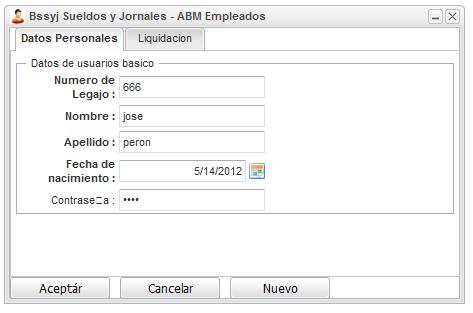 Bssyj Sueldos y Jornales - ABM Empleados
Datos Personales Liquidacion
Datos de usuarios basico
Numero de
Legajo : 666
Nombre : jose
Apellido : peron
Fecha de
nacimiento : 5/14/2012
Contrase□a : ••••
Aceptár Cancelar Nuevo